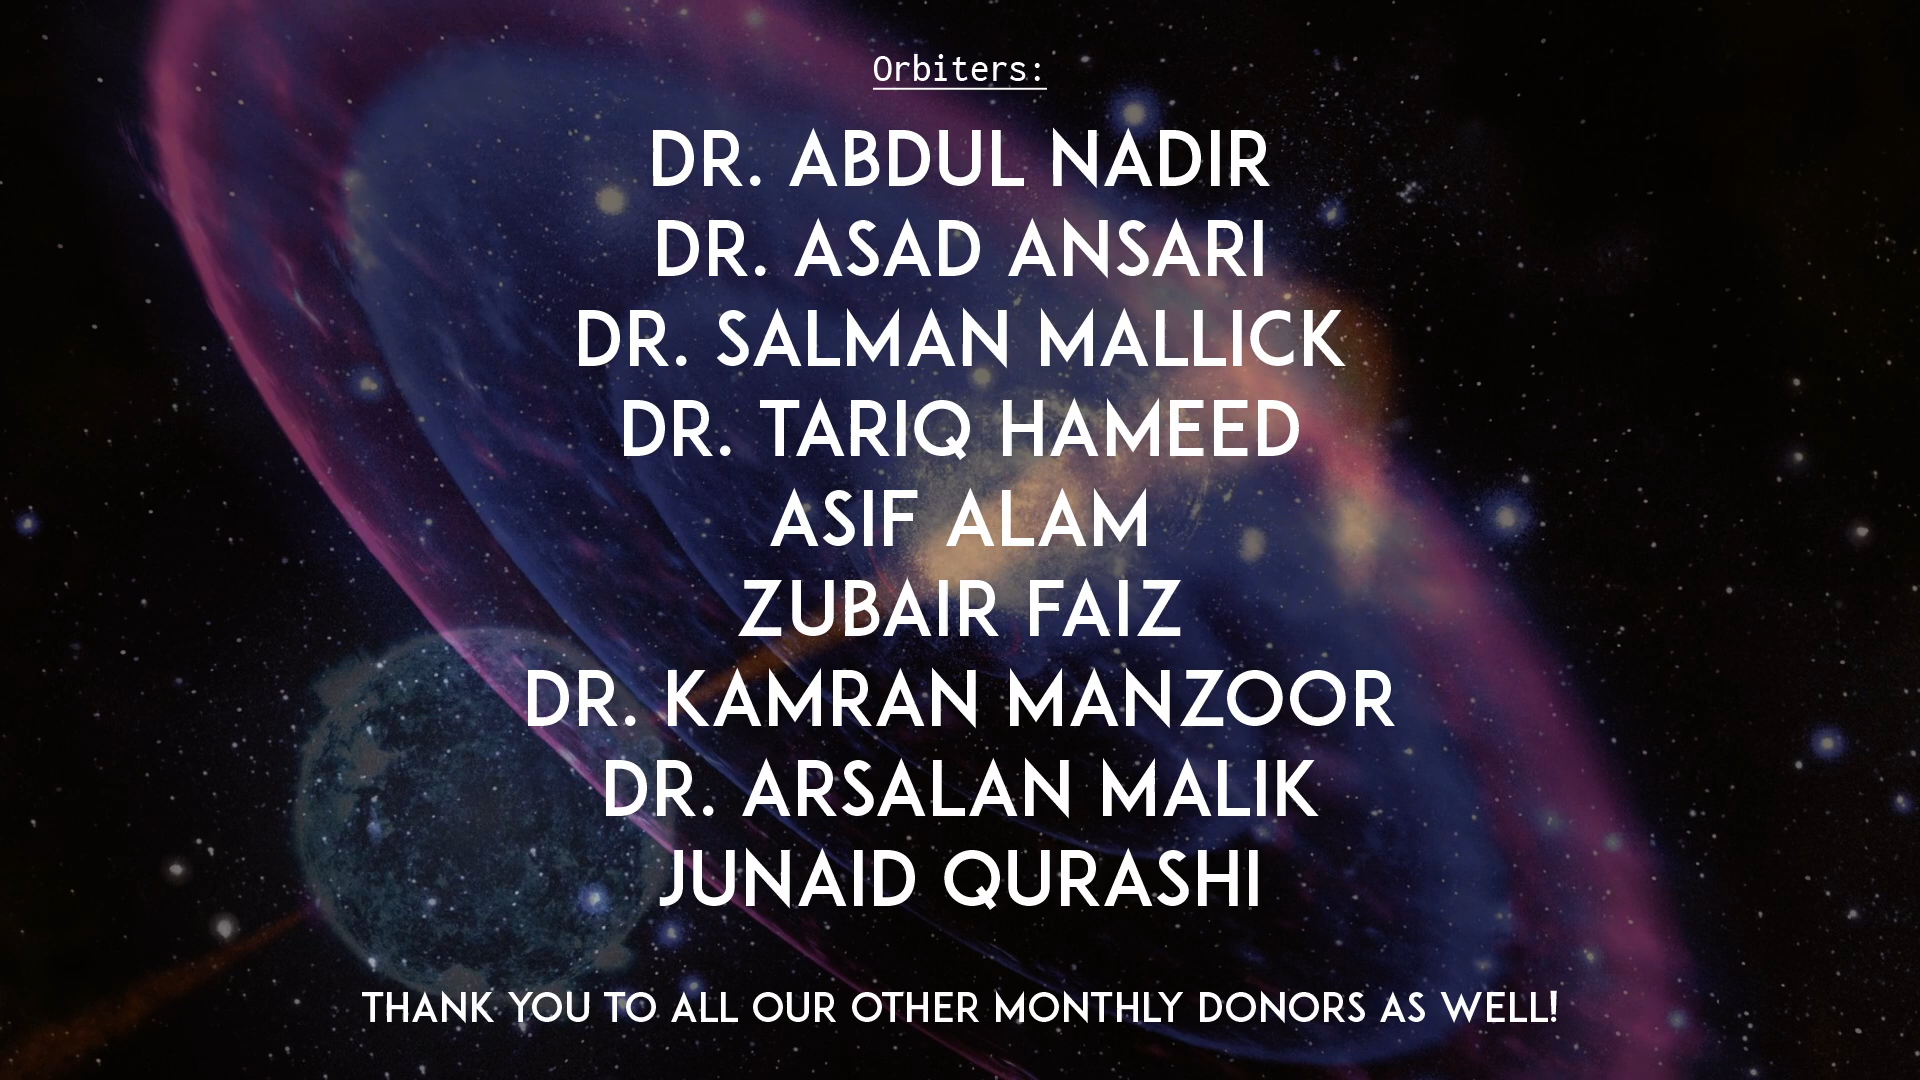 Orbiters:
DR. ABDUL NADIR
DR. ASAD ANSARI
DR. SALMAN MALLICK
DR. TARIQ HAMEED
ASIF ALAM
ZUBAIR FAIZ
DR. KAMRAN MANZOOR
DR. ARSALAN MALIK
JUNAID QURASHI
THANK YOU TO ALL OUR OTHER MONTHLY DONORS AS WELL!